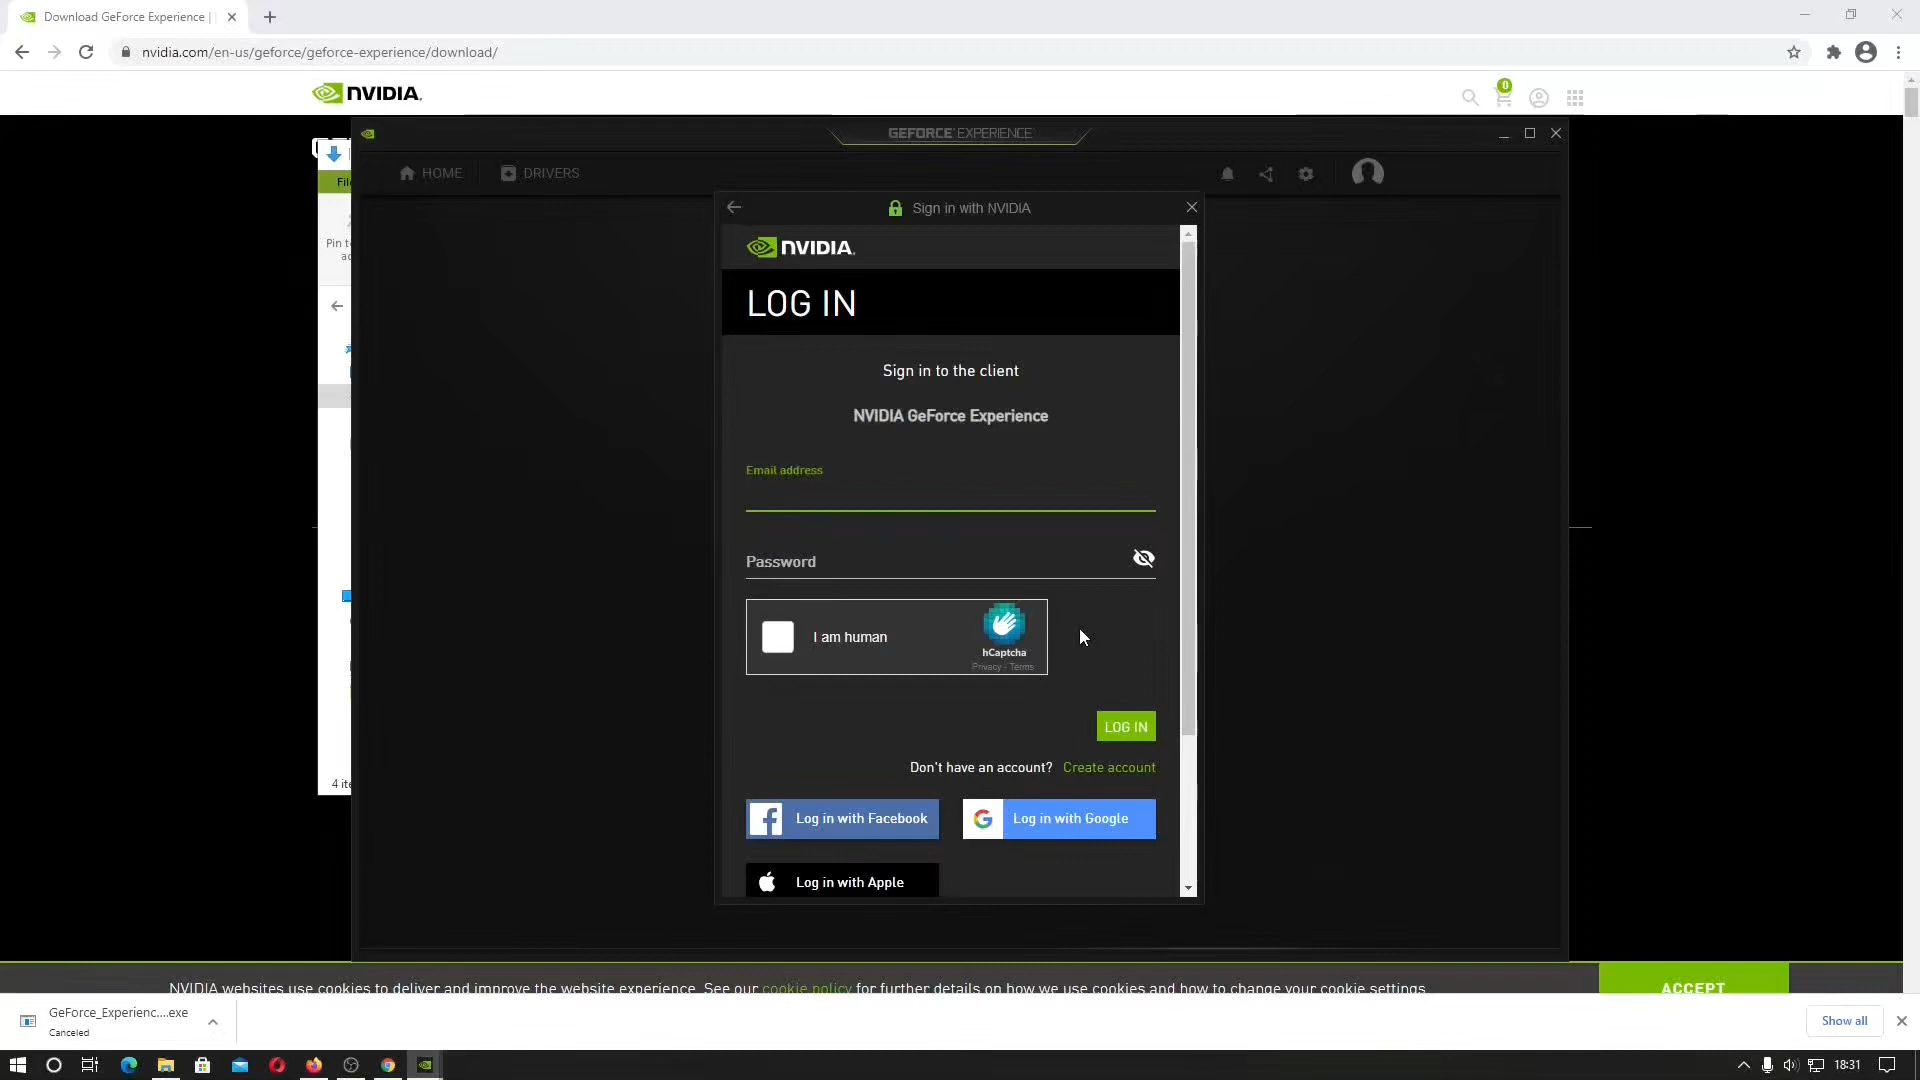 Download GeForce Experience |
nvidia.com/en-us/geforce/geforce-experience/download/
NVIDIA.
0
GEFORCE EXPERIENCE
HOME
DRIVERS
Sign in with NVIDIA
NVIDIA.
LOG IN
Sign in to the client
NVIDIA GeForce Experience
Email address
Password
I am human
hCaptcha
Privacy - Terms
LOG IN
Don't have an account? Create account
Log in with Facebook
Log in with Google
Log in with Apple
File
Pin to
4 ite
NVIDIA websites use cookies to deliver and improve the website experience. See our cookie policy for further details on how we use cookies and how to change your cookie settings.
ACCEPT
GeForce_Experienc....exe
Canceled
Show all
18:31